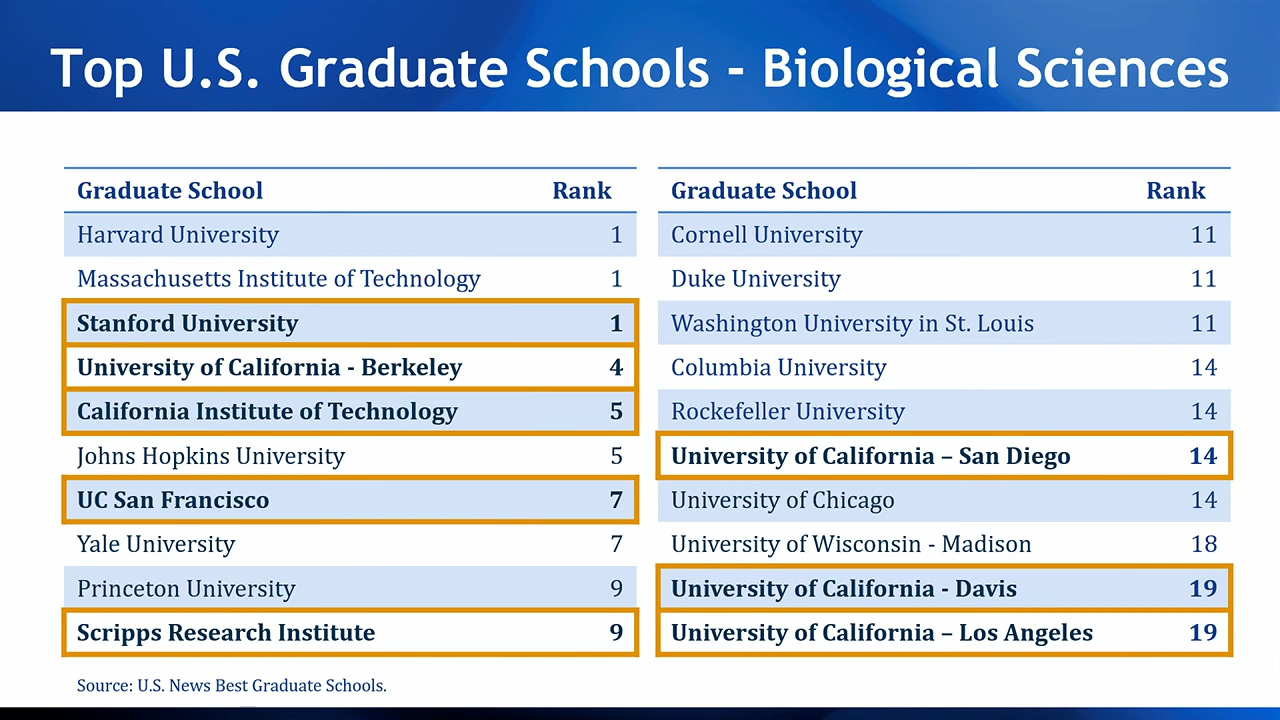 Top U.S. Graduate Schools - Biological Sciences
Graduate School Rank
Harvard University 1
Massachusetts Institute of Technology 1
Stanford University 1
University of California - Berkeley 4
California Institute of Technology 5
Johns Hopkins University 5
UC San Francisco 7
Yale University 7
Princeton University 9
Scripps Research Institute 9
Graduate School Rank
Cornell University 11
Duke University 11
Washington University in St. Louis 11
Columbia University 14
Rockefeller University 14
University of California – San Diego 14
University of Chicago 14
University of Wisconsin - Madison 18
University of California - Davis 19
University of California – Los Angeles 19
Source: U.S. News Best Graduate Schools.